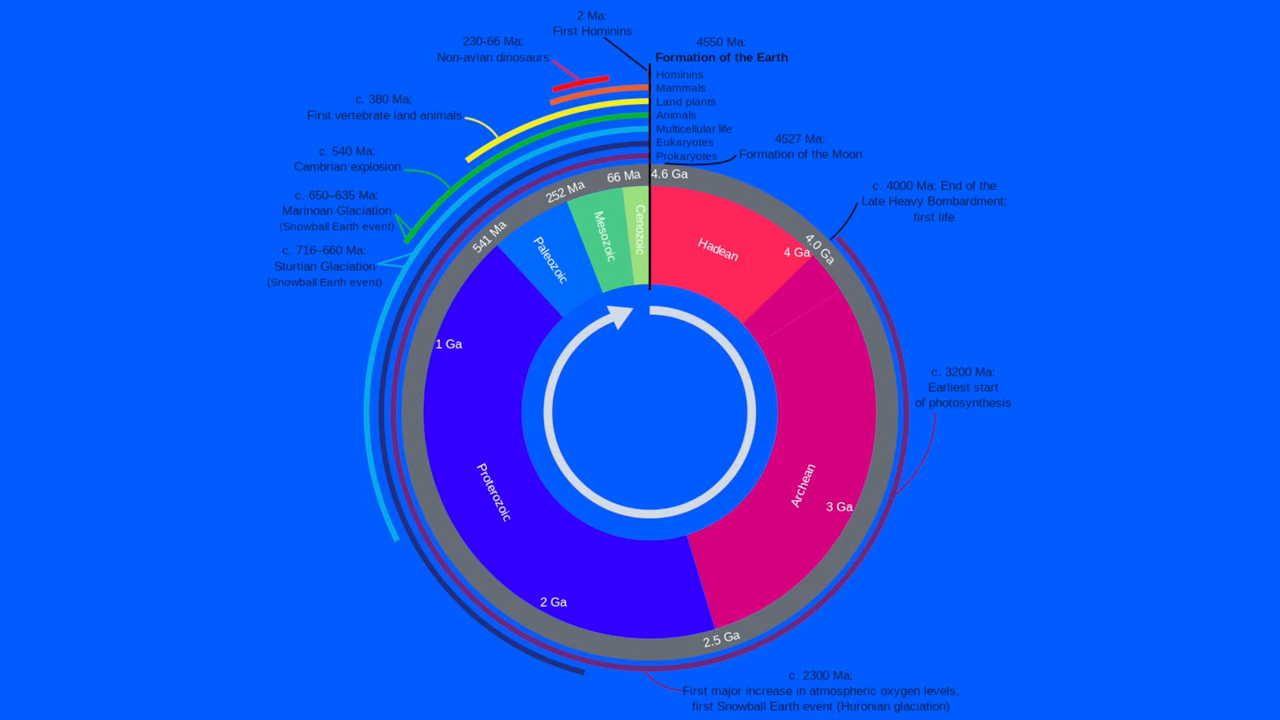 2 Ma:
First Hominins
230-66 Ma:
Non-avian dinosaurs
4550 Ma:
Formation of the Earth
Hominins
Mammals
Land plants
Animals
Multicellular life
Eukaryotes
Prokaryotes
c. 380 Ma:
First vertebrate land animals
4527 Ma:
Formation of the Moon
c. 540 Ma:
Cambrian explosion
c. 650–635 Ma:
Marinoan Glaciation
(Snowball Earth event)
c. 716–660 Ma:
Sturtian Glaciation
(Snowball Earth event)
c. 4000 Ma: End of the
Late Heavy Bombardment;
first life
c. 3200 Ma:
Earliest start
of photosynthesis
c. 2300 Ma:
First major increase in atmospheric oxygen levels;
first Snowball Earth event (Huronian glaciation)
4.6 Ga
4.0 Ga
2.5 Ga
541 Ma
252 Ma
66 Ma
Hadean
4 Ga
Archean
3 Ga
2 Ga
Proterozoic
1 Ga
Paleozoic
Mesozoic
Cenozoic